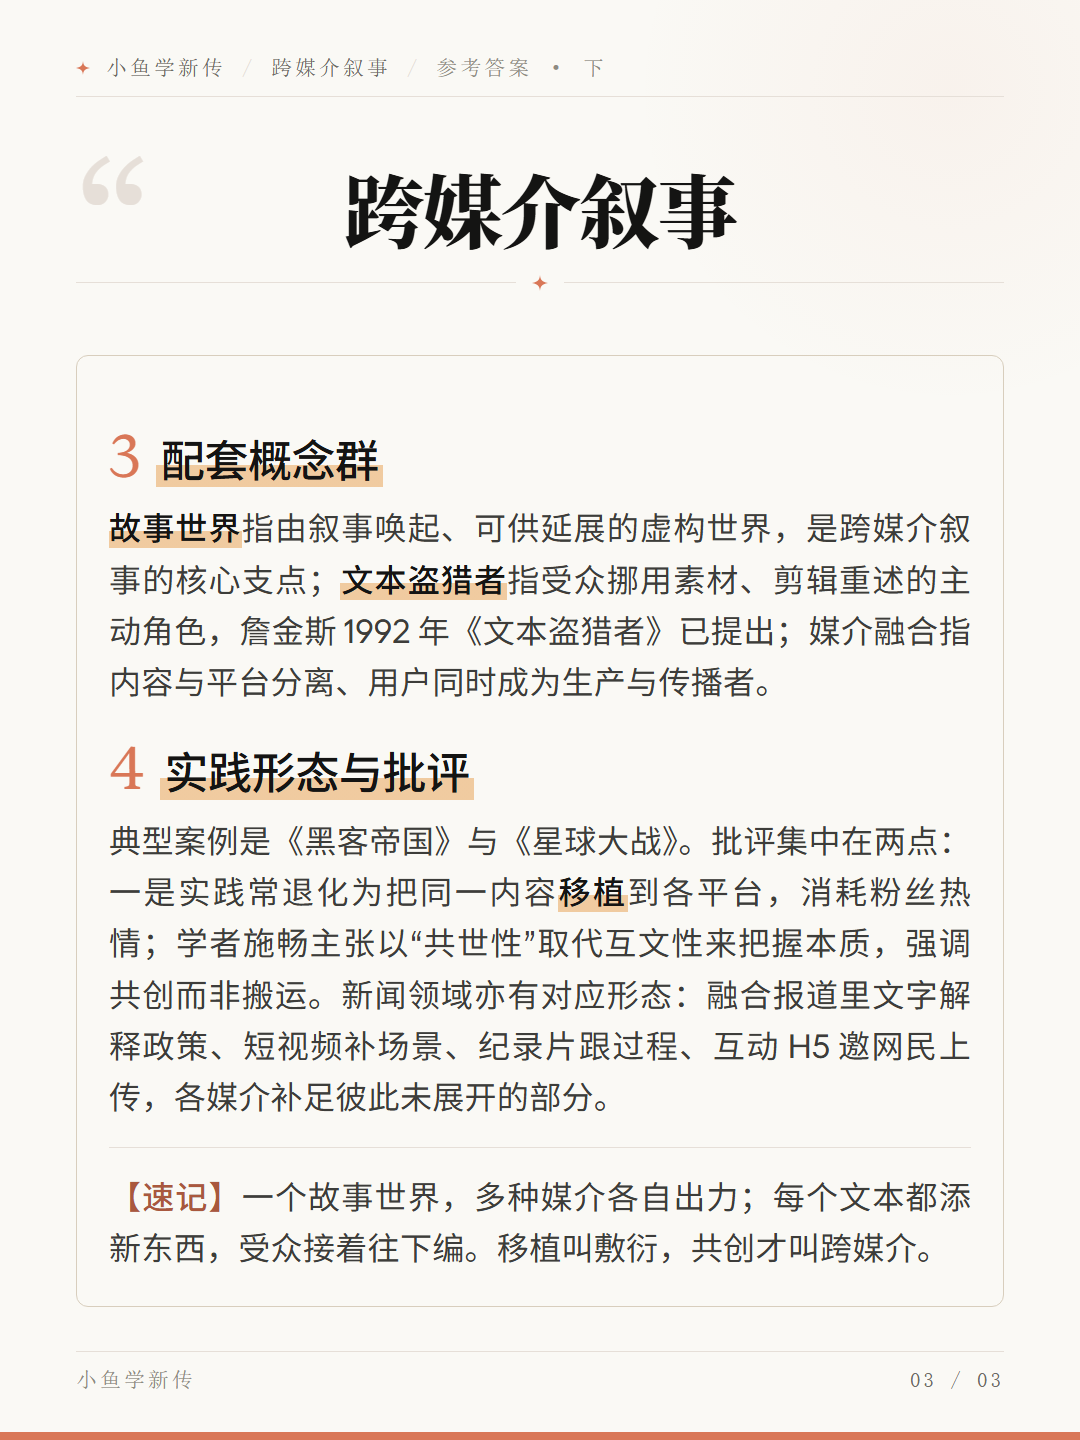 小鱼学新传 / 跨媒介叙事 / 参考答案 • 下
“
跨媒介叙事
3 配套概念群
故事世界指由叙事唤起、可供延展的虚构世界，是跨媒介叙
事的核心支点；文本盗猎者指受众挪用素材、剪辑重述的主
动角色，詹金斯 1992 年《文本盗猎者》已提出；媒介融合指
内容与平台分离、用户同时成为生产与传播者。
4 实践形态与批评
典型案例是《黑客帝国》与《星球大战》。批评集中在两点：
一是实践常退化为把同一内容移植到各平台，消耗粉丝热
情；学者施畅主张以“共世性”取代互文性来把握本质，强调
共创而非搬运。新闻领域亦有对应形态：融合报道里文字解
释政策、短视频补场景、纪录片跟过程、互动 H5 邀网民上
传，各媒介补足彼此未展开的部分。
【速记】一个故事世界，多种媒介各自出力；每个文本都添
新东西，受众接着往下编。移植叫敷衍，共创才叫跨媒介。
小鱼学新传
03 / 03